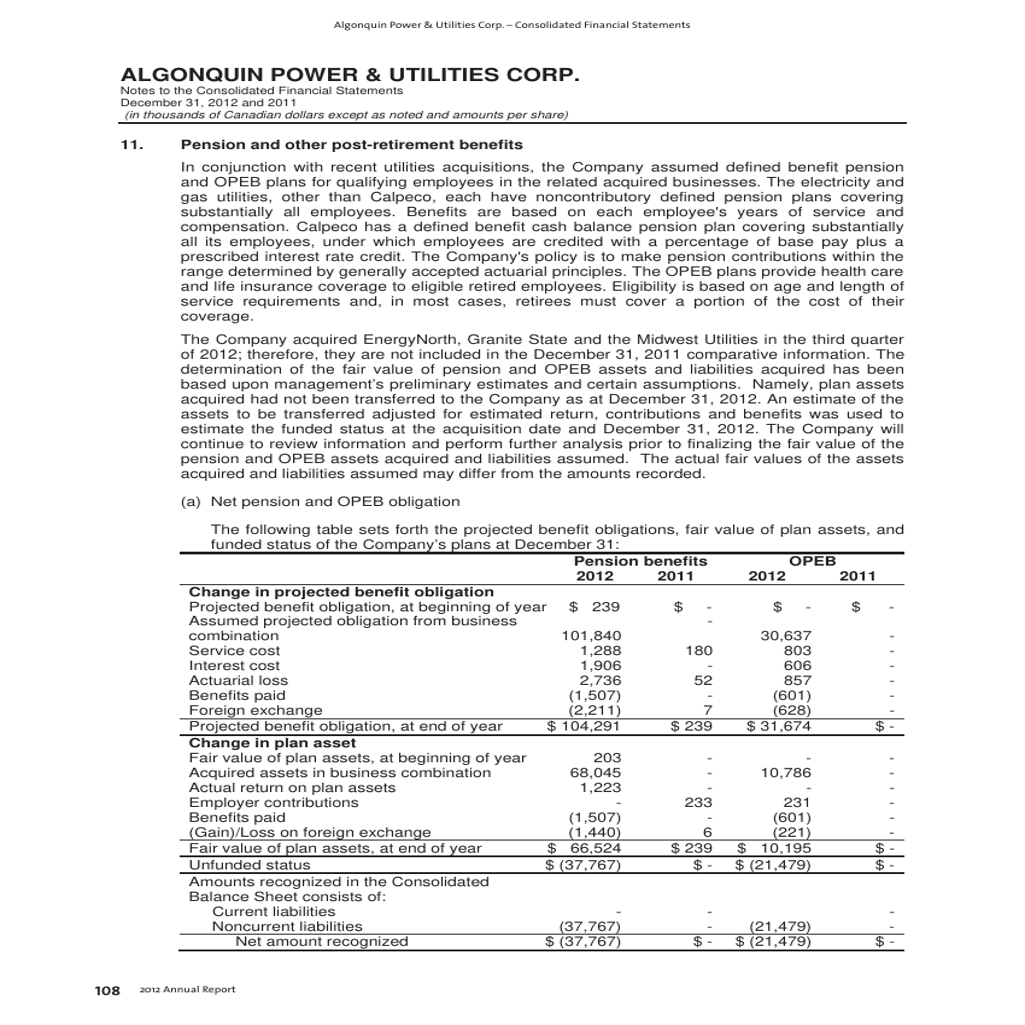 Algonquin Power & Utilities Corp. – Consolidated Financial Statements
ALGONQUIN POWER & UTILITIES CORP.
Notes to the Consolidated Financial Statements
December 31, 2012 and 2011
(in thousands of Canadian dollars except as noted and amounts per share)
11. Pension and other post-retirement benefits
In conjunction with recent utilities acquisitions, the Company assumed defined benefit pension
and OPEB plans for qualifying employees in the related acquired businesses. The electricity and
gas utilities, other than Calpeco, each have noncontributory defined pension plans covering
substantially all employees. Benefits are based on each employee's years of service and
compensation. Calpeco has a defined benefit cash balance pension plan covering substantially
all its employees, under which employees are credited with a percentage of base pay plus a
prescribed interest rate credit. The Company's policy is to make pension contributions within the
range determined by generally accepted actuarial principles. The OPEB plans provide health care
and life insurance coverage to eligible retired employees. Eligibility is based on age and length of
service requirements and, in most cases, retirees must cover a portion of the cost of their
coverage.
The Company acquired EnergyNorth, Granite State and the Midwest Utilities in the third quarter
of 2012; therefore, they are not included in the December 31, 2011 comparative information. The
determination of the fair value of pension and OPEB assets and liabilities acquired has been
based upon management’s preliminary estimates and certain assumptions. Namely, plan assets
acquired had not been transferred to the Company as at December 31, 2012. An estimate of the
assets to be transferred adjusted for estimated return, contributions and benefits was used to
estimate the funded status at the acquisition date and December 31, 2012. The Company will
continue to review information and perform further analysis prior to finalizing the fair value of the
pension and OPEB assets acquired and liabilities assumed. The actual fair values of the assets
acquired and liabilities assumed may differ from the amounts recorded.
(a) Net pension and OPEB obligation
The following table sets forth the projected benefit obligations, fair value of plan assets, and
funded status of the Company’s plans at December 31:
Pension benefits OPEB
2012 2011 2012 2011
Change in projected benefit obligation
Projected benefit obligation, at beginning of year $ 239 $ - $ - $ -
Assumed projected obligation from business -
combination 101,840 30,637 -
Service cost 1,288 180 803 -
Interest cost 1,906 - 606 -
Actuarial loss 2,736 52 857 -
Benefits paid (1,507) - (601) -
Foreign exchange (2,211) 7 (628) -
Projected benefit obligation, at end of year $ 104,291 $ 239 $ 31,674 $ -
Change in plan asset
Fair value of plan assets, at beginning of year 203 - - -
Acquired assets in business combination 68,045 - 10,786 -
Actual return on plan assets 1,223 - - -
Employer contributions - 233 231 -
Benefits paid (1,507) - (601) -
(Gain)/Loss on foreign exchange (1,440) 6 (221) -
Fair value of plan assets, at end of year $ 66,524 $ 239 $ 10,195 $ -
Unfunded status $ (37,767) $ - $ (21,479) $ -
Amounts recognized in the Consolidated
Balance Sheet consists of:
Current liabilities - - -
Noncurrent liabilities (37,767) - (21,479) -
Net amount recognized $ (37,767) $ - $ (21,479) $ -
108 2012 Annual Report